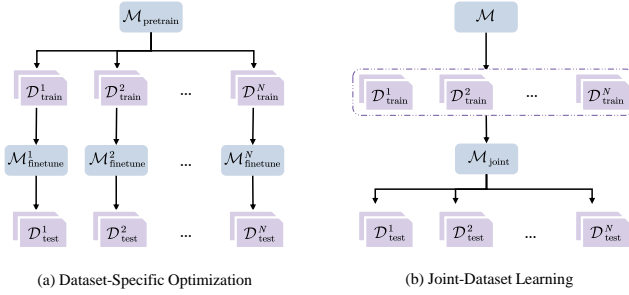 M_pretrain
D^1_train D^2_train ... D^N_train
M^1_finetune M^2_finetune ... M^N_finetune
D^1_test D^2_test ... D^N_test
(a) Dataset-Specific Optimization
M
D^1_train D^2_train ... D^N_train
M_joint
D^1_test D^2_test ... D^N_test
(b) Joint-Dataset Learning